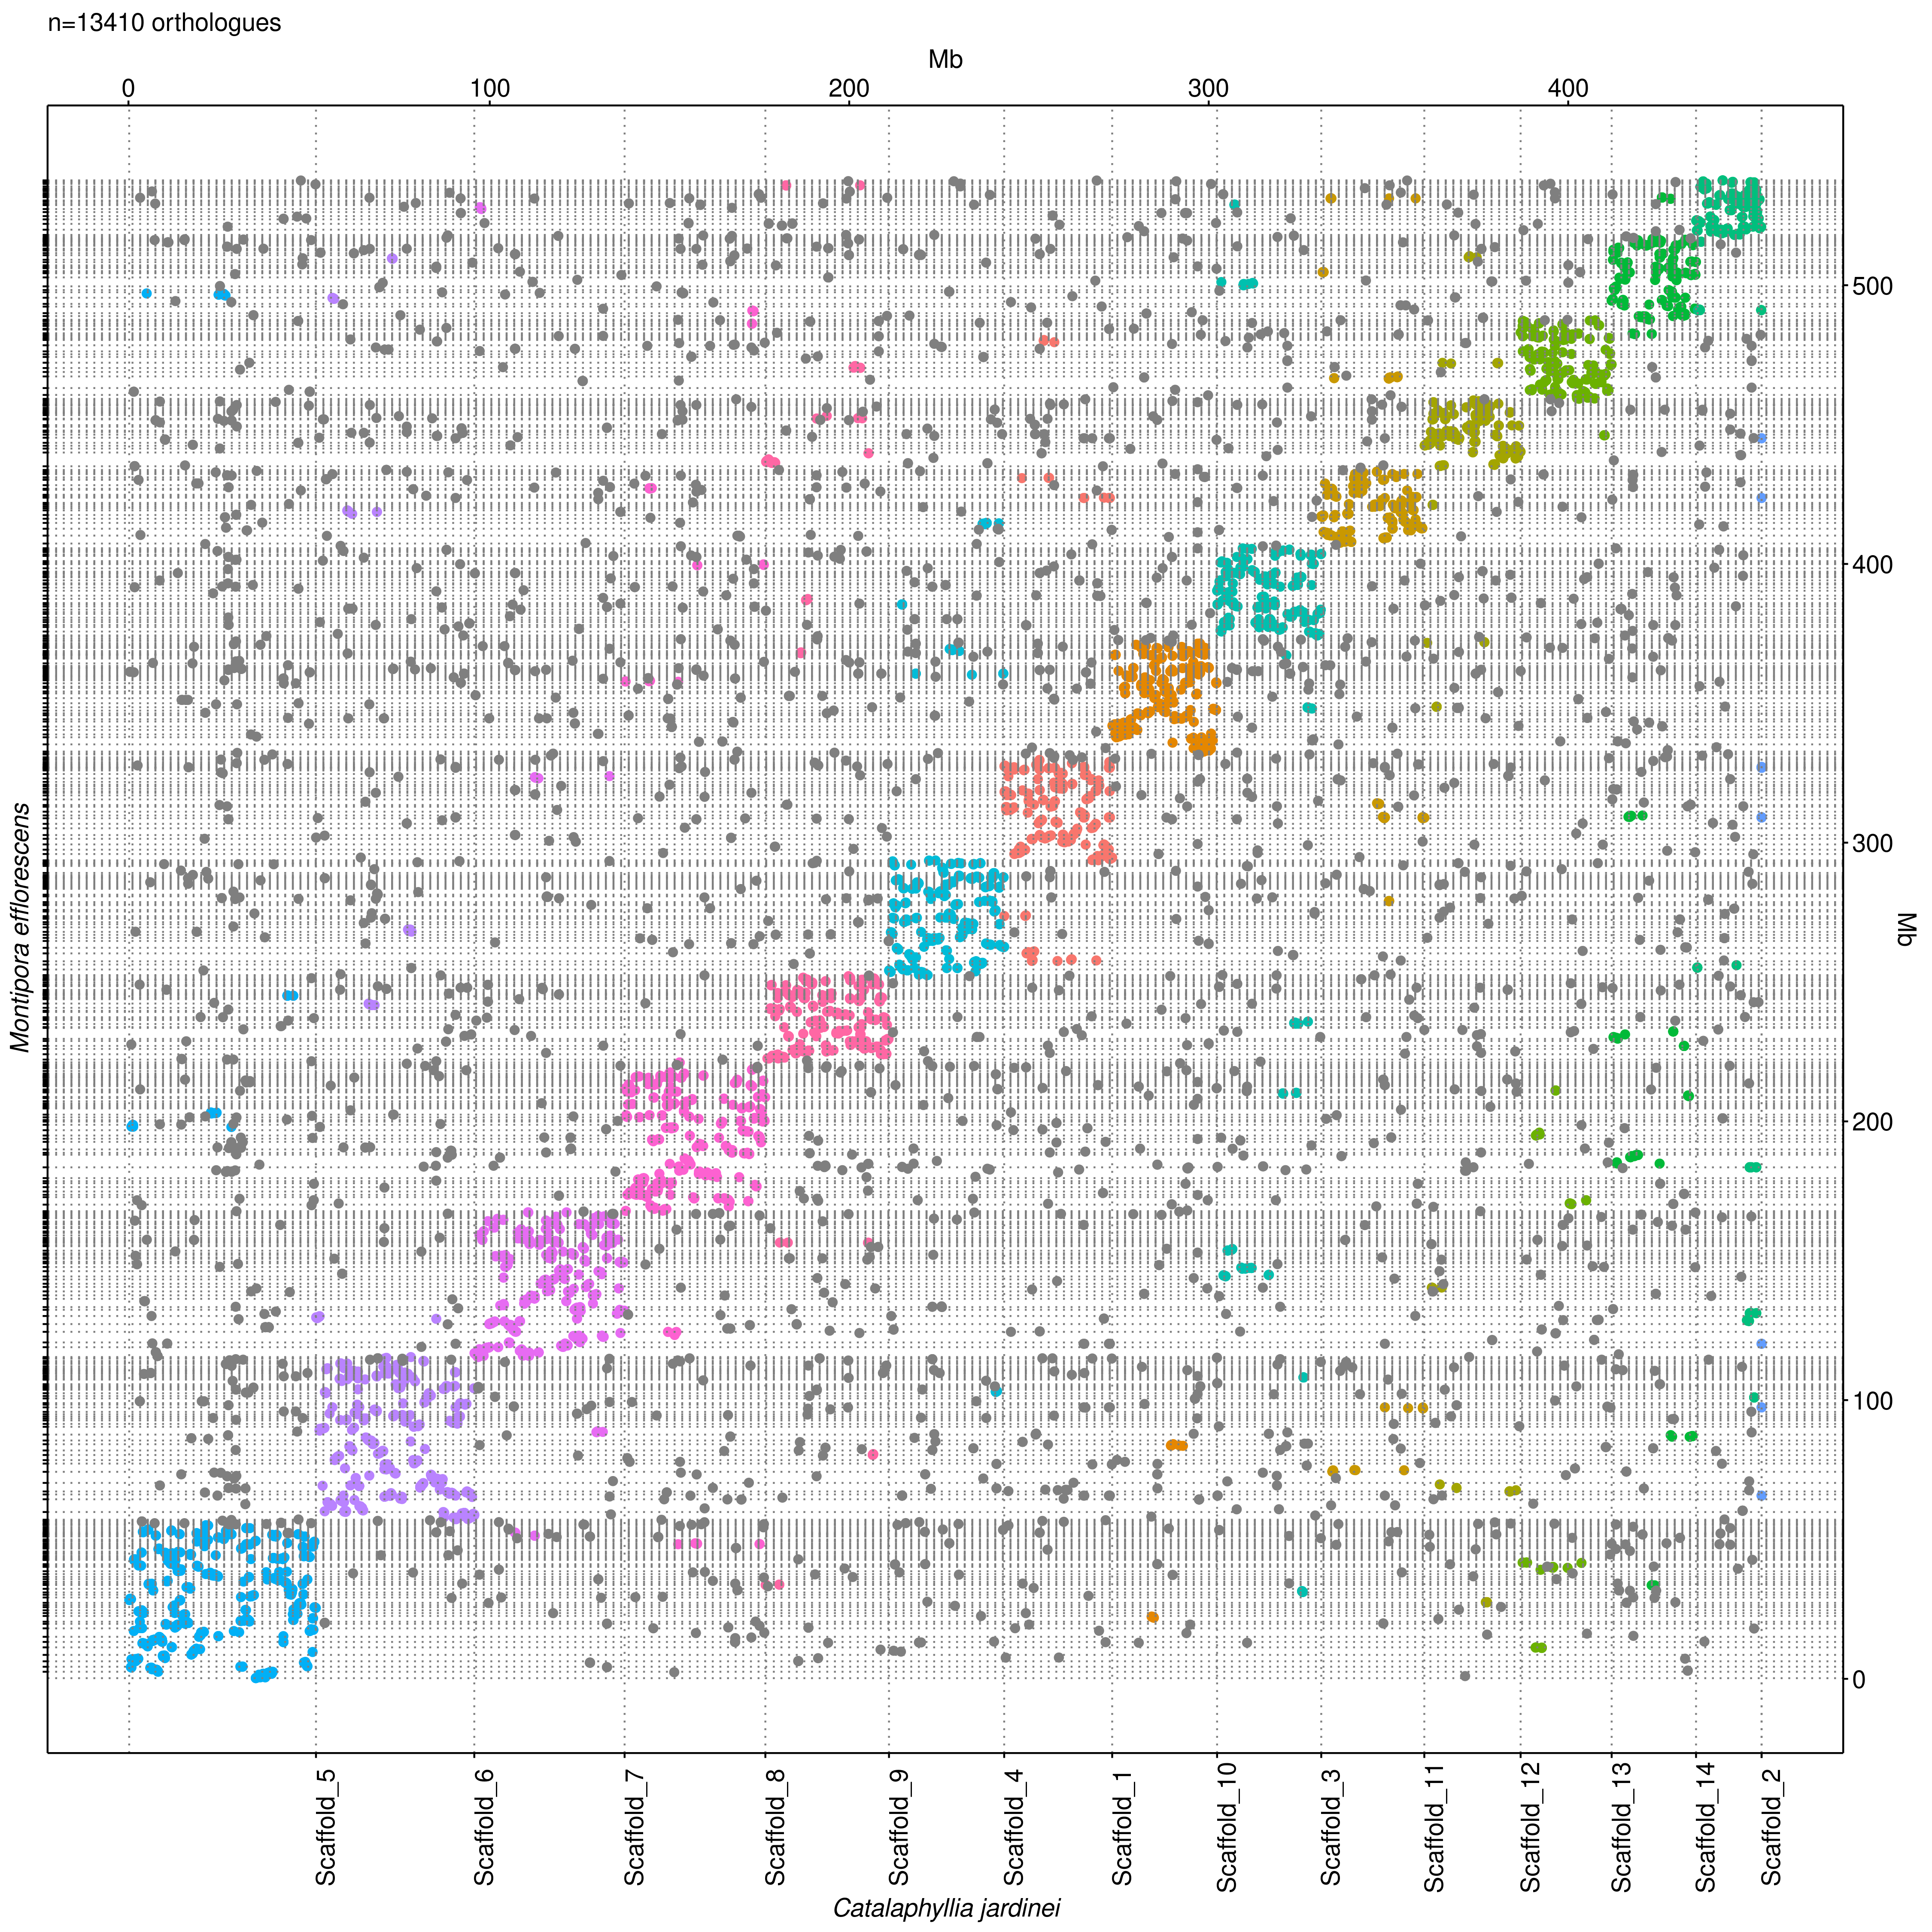 n=13410 orthologues
Mb
0 100 200 300 400
500
400
300
200
100
0
Mb
Montipora efflorescens
Scaffold_5
Scaffold_6
Scaffold_7
Scaffold_8
Scaffold_9
Scaffold_4
Scaffold_1
Scaffold_10
Scaffold_3
Scaffold_11
Scaffold_12
Scaffold_13
Scaffold_14
Scaffold_2
Catalaphyllia jardinei